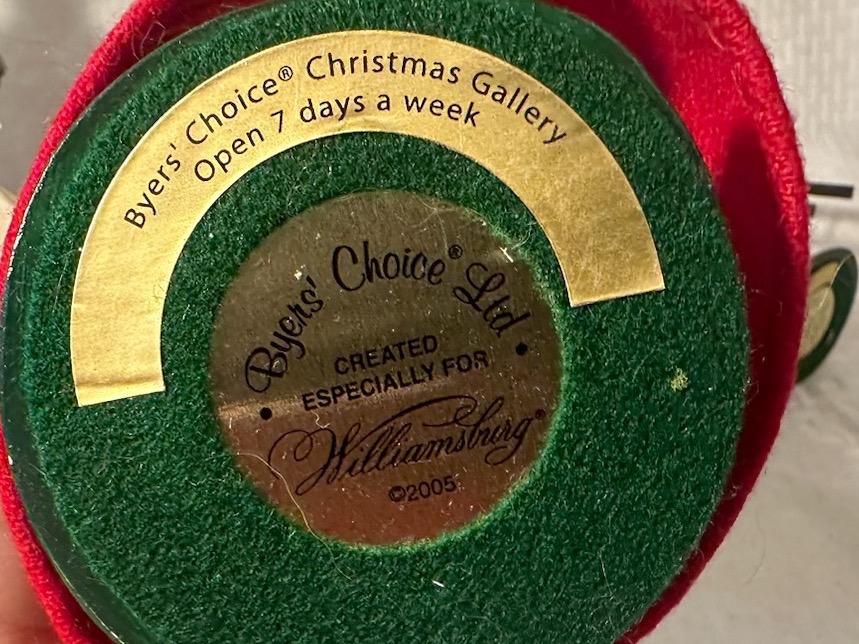 Byers' Choice® Christmas Gallery
Open 7 days a week
Byers' Choice® Ltd.
CREATED
ESPECIALLY FOR
Williamsburg®
©2005